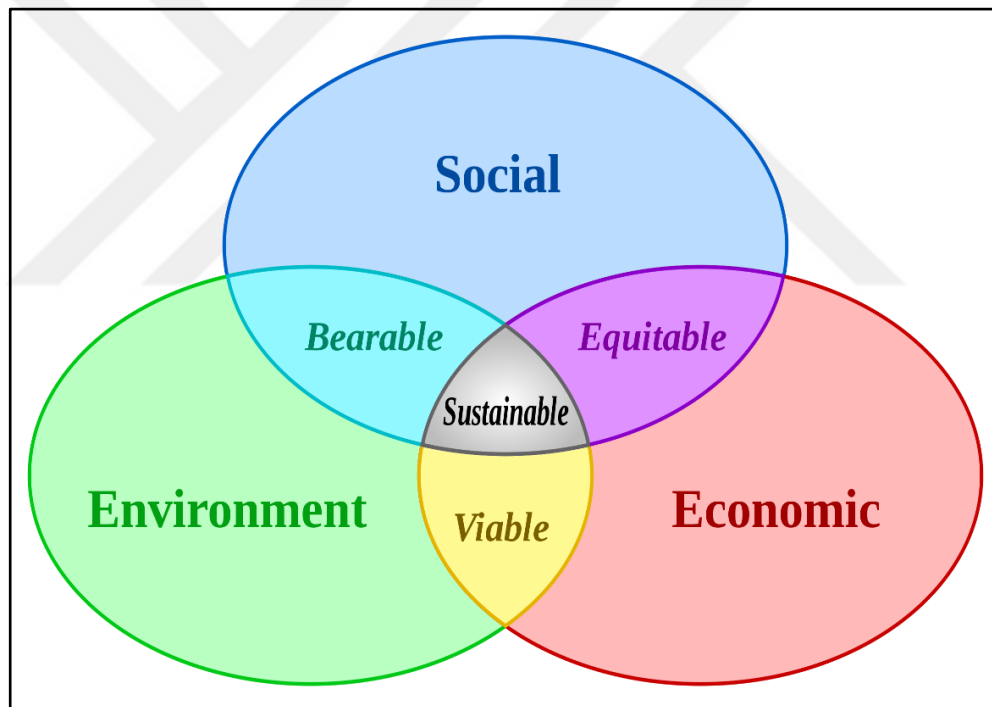 Social
Bearable
Equitable
Sustainable
Environment
Economic
Viable